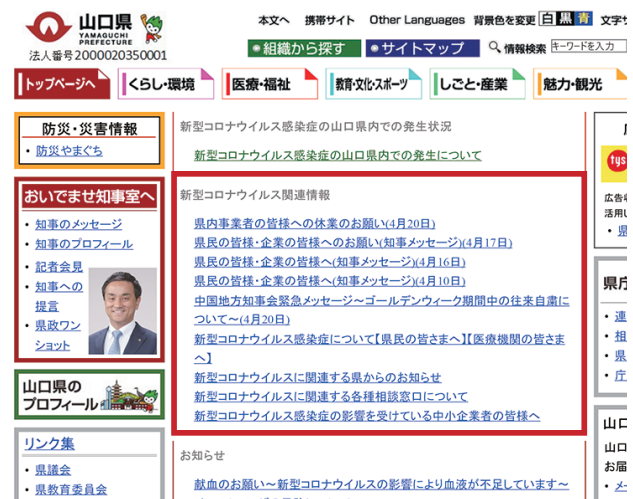 山口県
YAMAGUCHI
PREFECTURE
法人番号2000020350001
本文へ 携帯サイト Other Languages 背景色を変更 白 黒 青 文字サ
組織から探す サイトマップ 情報検索 キーワードを入力
トップページへ くらし・環境 医療・福祉 教育・文化・スポーツ しごと・産業 魅力・観光
防災・災害情報
・防災やまぐち
おいでませ知事室へ
・知事のメッセージ
・知事のプロフィール
・記者会見
・知事への
提言
・県政ワン
ショット
山口県の
プロフィール
リンク集
・県議会
・県教育委員会
新型コロナウイルス感染症の山口県内での発生状況
新型コロナウイルス感染症の山口県内での発生について
新型コロナウイルス関連情報
県内事業者の皆様への休業のお願い(4月20日)
県民の皆様・企業の皆様へのお願い(知事メッセージ)(4月17日)
県民の皆様・企業の皆様へ(知事メッセージ)(4月16日)
県民の皆様・企業の皆様へ(知事メッセージ)(4月10日)
中国地方知事会緊急メッセージ～ゴールデンウィーク期間中の往来自粛に
ついて～(4月20日)
新型コロナウイルス感染症について【県民の皆さまへ】【医療機関の皆さま
へ】
新型コロナウイルスに関連する県からのお知らせ
新型コロナウイルスに関連する各種相談窓口について
新型コロナウイルス感染症の影響を受けている中小企業者の皆様へ
お知らせ
献血のお願い～新型コロナウイルスの影響により血液が不足しています～
tys
広告
活用し
・県
県庁
・連
・相
・県
・庁
山口
山口
お届
・メ